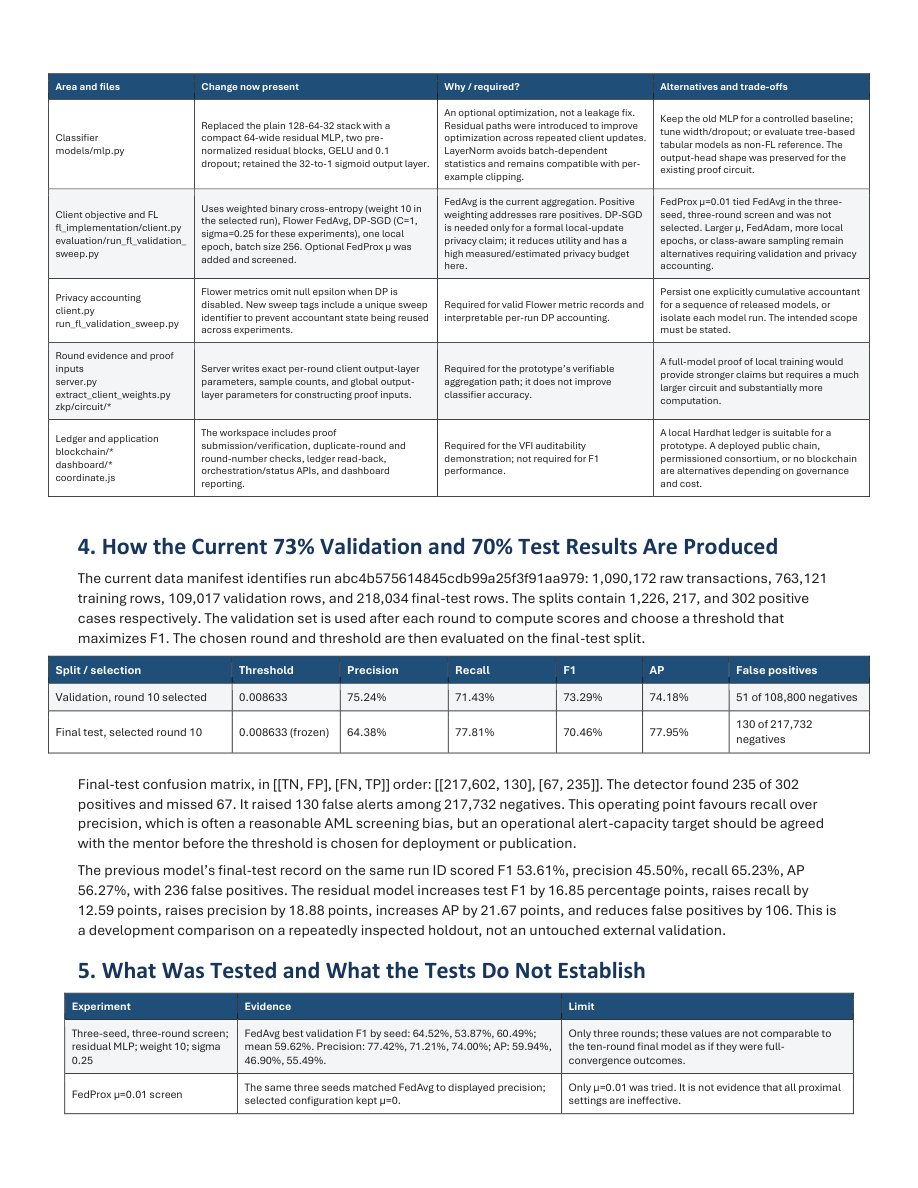 Area and files
Change now present
Why / required?
Alternatives and trade-offs
Classifier
models/mlp.py
Replaced the plain 128-64-32 stack with a
compact 64-wide residual MLP, two pre-
normalized residual blocks, GELU and 0.1
dropout; retained the 32-to-1 sigmoid output layer.
An optional optimization, not a leakage fix.
Residual paths were introduced to improve
optimization across repeated client updates.
LayerNorm avoids batch-dependent
statistics and remains compatible with per-
example clipping.
Keep the old MLP for a controlled baseline;
tune width/dropout; or evaluate tree-based
tabular models as non-FL reference. The
output-head shape was preserved for the
existing proof circuit.
Client objective and FL
fl_implementation/client.py
evaluation/run_fl_validation_
sweep.py
Uses weighted binary cross-entropy (weight 10 in
the selected run), Flower FedAvg, DP-SGD (C=1,
sigma=0.25 for these experiments), one local
epoch, batch size 256. Optional FedProx μ was
added and screened.
FedAvg is the current aggregation. Positive
weighting addresses rare positives. DP-SGD
is needed only for a formal local-update
privacy claim; it reduces utility and has a
high measured/estimated privacy budget
here.
FedProx μ=0.01 tied FedAvg in the three-
seed, three-round screen and was not
selected. Larger μ, FedAdam, more local
epochs, or class-aware sampling remain
alternatives requiring validation and privacy
accounting.
Privacy accounting
client.py
run_fl_validation_sweep.py
Flower metrics omit null epsilon when DP is
disabled. New sweep tags include a unique sweep
identifier to prevent accountant state being reused
across experiments.
Required for valid Flower metric records and
interpretable per-run DP accounting.
Persist one explicitly cumulative accountant
for a sequence of released models, or
isolate each model run. The intended scope
must be stated.
Round evidence and proof
inputs
server.py
extract_client_weights.py
zkp/circuit/*
Server writes exact per-round client output-layer
parameters, sample counts, and global output-
layer parameters for constructing proof inputs.
Required for the prototype's verifiable
aggregation path; it does not improve
classifier accuracy.
A full-model proof of local training would
provide stronger claims but requires a much
larger circuit and substantially more
computation.
Ledger and application
blockchain/*
dashboard/*
coordinate.js
The workspace includes proof
submission/verification, duplicate-round and
round-number checks, ledger read-back,
orchestration/status APIs, and dashboard
reporting.
Required for the VFI auditability
demonstration; not required for F1
performance.
A local Hardhat ledger is suitable for a
prototype. A deployed public chain,
permissioned consortium, or no blockchain
are alternatives depending on governance
and cost.
4. How the Current 73% Validation and 70% Test Results Are Produced
The current data manifest identifies run abc4b575614845cdb99a25f3f91aa979: 1,090,172 raw transactions, 763,121
training rows, 109,017 validation rows, and 218,034 final-test rows. The splits contain 1,226, 217, and 302 positive
cases respectively. The validation set is used after each round to compute scores and choose a threshold that
maximizes F1. The chosen round and threshold are then evaluated on the final-test split.
Split / selection
Threshold
Precision
Recall
F1
AP
False positives
Validation, round 10 selected
0.008633
75.24%
71.43%
73.29%
74.18%
51 of 108,800 negatives
Final test, selected round 10
0.008633 (frozen)
64.38%
77.81%
70.46%
77.95%
130 of 217,732
negatives
Final-test confusion matrix, in [[TN, FP], [FN, TP]] order: [[217,602, 130], [67, 235]]. The detector found 235 of 302
positives and missed 67. It raised 130 false alerts among 217,732 negatives. This operating point favours recall over
precision, which is often a reasonable AML screening bias, but an operational alert-capacity target should be agreed
with the mentor before the threshold is chosen for deployment or publication.
The previous model's final-test record on the same run ID scored F1 53.61%, precision 45.50%, recall 65.23%, AP
56.27%, with 236 false positives. The residual model increases test F1 by 16.85 percentage points, raises recall by
12.59 points, raises precision by 18.88 points, increases AP by 21.67 points, and reduces false positives by 106. This is
a development comparison on a repeatedly inspected holdout, not an untouched external validation.
5. What Was Tested and What the Tests Do Not Establish
Experiment
Evidence
Limit
Three-seed, three-round screen;
residual MLP; weight 10; sigma
0.25
FedAvg best validation F1 by seed: 64.52%, 53.87%, 60.49%;
mean 59.62%. Precision: 77.42%, 71.21%, 74.00%; AP: 59.94%,
46.90%, 55.49%.
Only three rounds; these values are not comparable to
the ten-round final model as if they were full-
convergence outcomes.
FedProx μ=0.01 screen
The same three seeds matched FedAvg to displayed precision;
selected configuration kept μ=0.
Only μ=0.01 was tried. It is not evidence that all proximal
settings are ineffective.